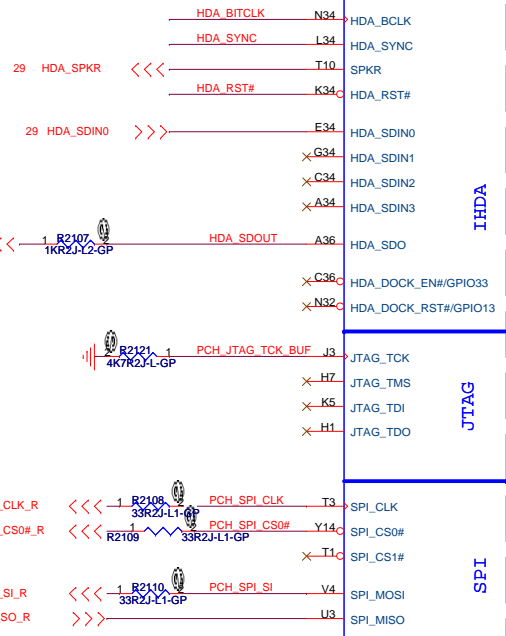 HDA_BITCLK N34 HDA_BCLK
HDA_SYNC L34 HDA_SYNC
29 HDA_SPKR T10 SPKR
HDA_RST# K34 HDA_RST#
29 HDA_SDIN0 E34 HDA_SDIN0
G34 HDA_SDIN1
C34 HDA_SDIN2
A34 HDA_SDIN3
IHDA
1 R2107 2 HDA_SDOUT A36 HDA_SDO
1KR2J-L2-GP
C36 HDA_DOCK_EN#/GPIO33
N32 HDA_DOCK_RST#/GPIO13
2 R2121 1 PCH_JTAG_TCK_BUF J3 JTAG_TCK
4K7R2J-L-GP
H7 JTAG_TMS
K5 JTAG_TDI
H1 JTAG_TDO
JTAG
_CLK_R 1 R2108 2 PCH_SPI_CLK T3 SPI_CLK
33R2J-L1-GP
_CS0#_R 1 2 PCH_SPI_CS0# Y14 SPI_CS0#
R2109 33R2J-L1-GP
T1 SPI_CS1#
SPI
_SI_R 1 R2110 2 PCH_SPI_SI V4 SPI_MOSI
33R2J-L1-GP
SO_R U3 SPI_MISO